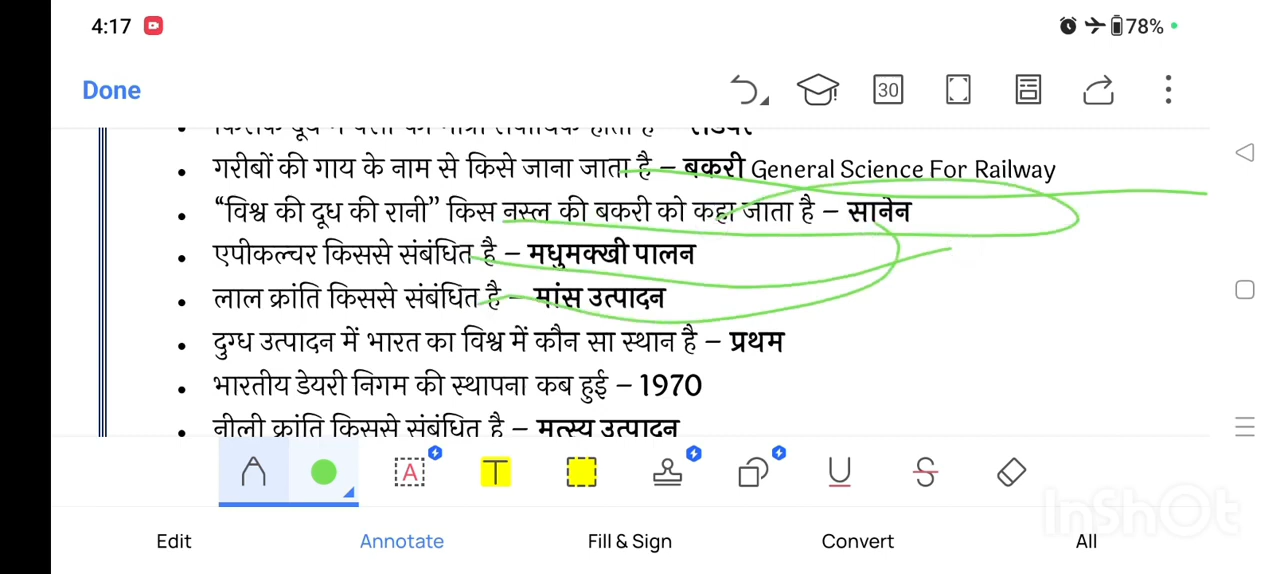 4:17
78%
Done
30
गरीबों की गाय के नाम से किसे जाना जाता है – बकरी General Science For Railway
“विश्व की दूध की रानी” किस नस्ल की बकरी को कहा जाता है – सानेन
एपीकल्चर किससे संबंधित है – मधुमक्खी पालन
लाल क्रांति किससे संबंधित है – मांस उत्पादन
दुग्ध उत्पादन में भारत का विश्व में कौन सा स्थान है – प्रथम
भारतीय डेयरी निगम की स्थापना कब हुई – 1970
नीली क्रांति किससे संबंधित है – मत्स्य उत्पादन
A T U S
Edit Annotate Fill & Sign Convert All
InShOt